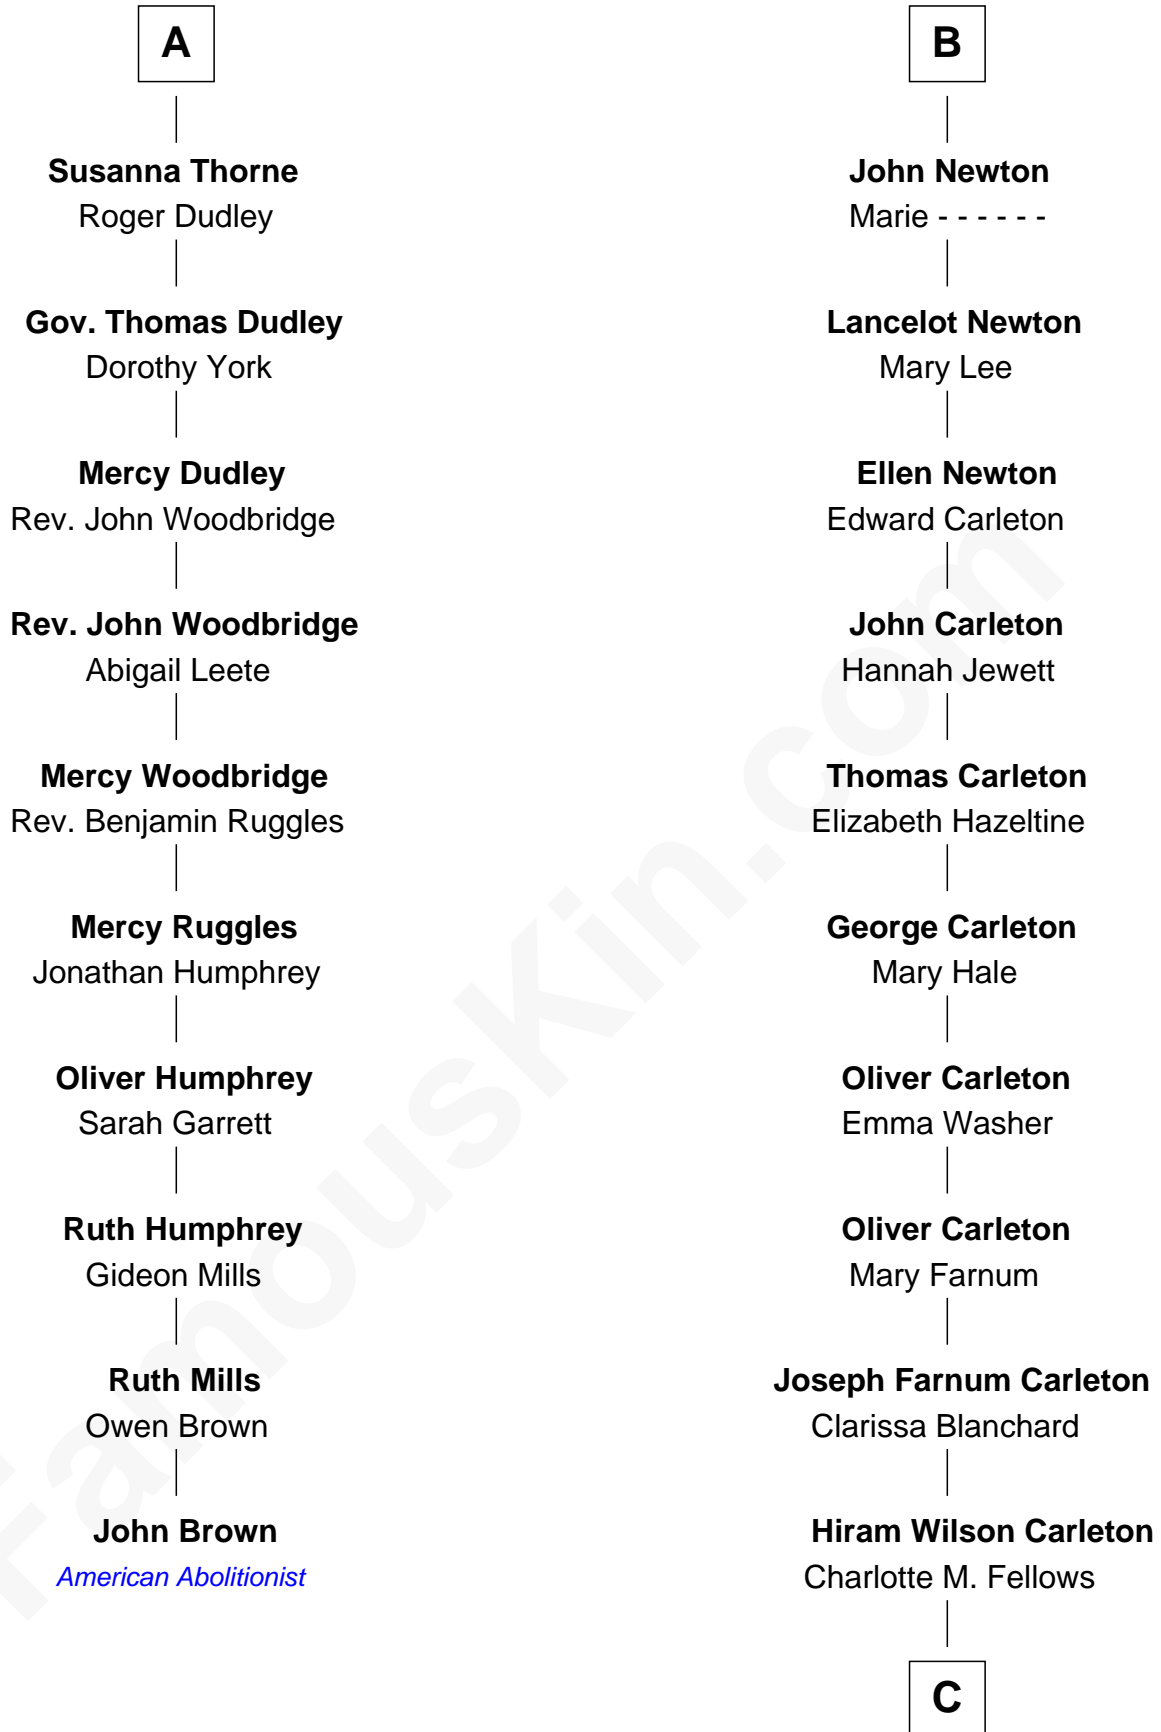 A
Susanna Thorne
Roger Dudley
Gov. Thomas Dudley
Dorothy York
Mercy Dudley
Rev. John Woodbridge
Rev. John Woodbridge
Abigail Leete
Mercy Woodbridge
Rev. Benjamin Ruggles
Mercy Ruggles
Jonathan Humphrey
Oliver Humphrey
Sarah Garrett
Ruth Humphrey
Gideon Mills
Ruth Mills
Owen Brown
John Brown
American Abolitionist
B
John Newton
Marie - - - - - -
Lancelot Newton
Mary Lee
Ellen Newton
Edward Carleton
John Carleton
Hannah Jewett
Thomas Carleton
Elizabeth Hazeltine
George Carleton
Mary Hale
Oliver Carleton
Emma Washer
Oliver Carleton
Mary Farnum
Joseph Farnum Carleton
Clarissa Blanchard
Hiram Wilson Carleton
Charlotte M. Fellows
C
FamousKin.com